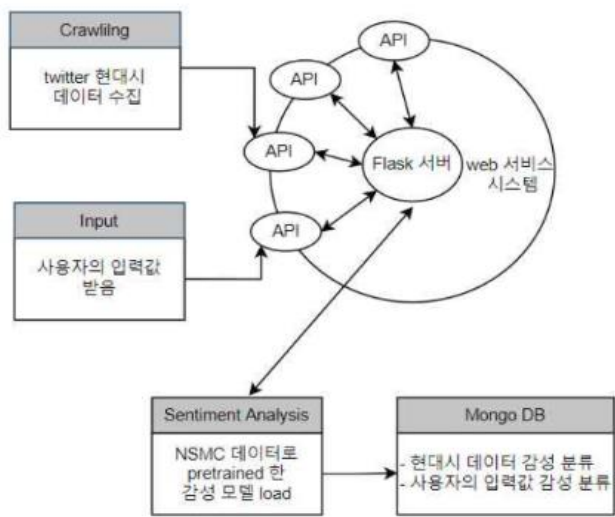 Crawlilng
twitter 현대시
데이터 수집
API
API
API
API
Flask 서버
web 서비스
시스템
Input
사용자의 입력값
받음
Sentiment Analysis
NSMC 데이터로
pretrained 한
감성 모델 load
Mongo DB
- 현대시 데이터 감성 분류
- 사용자의 입력값 감성 분류